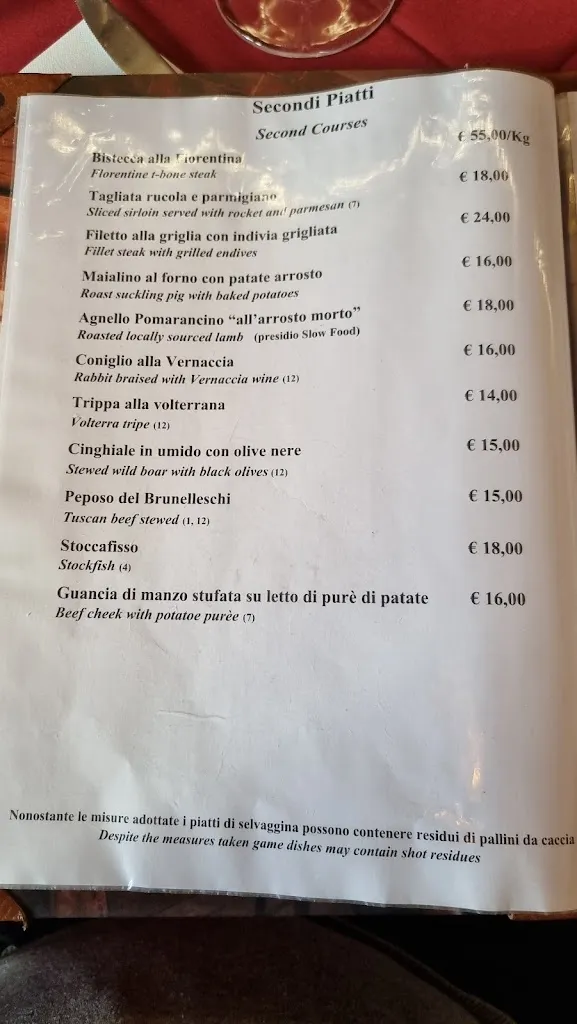 Secondi Piatti
Second Courses
Bistecca alla Fiorentina € 55,00/Kg
Florentine t-bone steak
Tagliata rucola e parmigiano € 18,00
Sliced sirloin served with rocket and parmesan (7)
Filetto alla griglia con indivia grigliata € 24,00
Fillet steak with grilled endives
Maialino al forno con patate arrosto € 16,00
Roast suckling pig with baked potatoes
Agnello Pomarancino “all’arrosto morto” € 18,00
Roasted locally sourced lamb (presidio Slow Food)
Coniglio alla Vernaccia € 16,00
Rabbit braised with Vernaccia wine (12)
Trippa alla volterrana € 14,00
Volterra tripe (12)
Cinghiale in umido con olive nere € 15,00
Stewed wild boar with black olives (12)
Peposo del Brunelleschi € 15,00
Tuscan beef stewed (1, 12)
Stoccafisso € 18,00
Stockfish (4)
Guancia di manzo stufata su letto di purè di patate € 16,00
Beef cheek with potatoe purèe (7)
Nonostante le misure adottate i piatti di selvaggina possono contenere residui di pallini da caccia
Despite the measures taken game dishes may contain shot residues